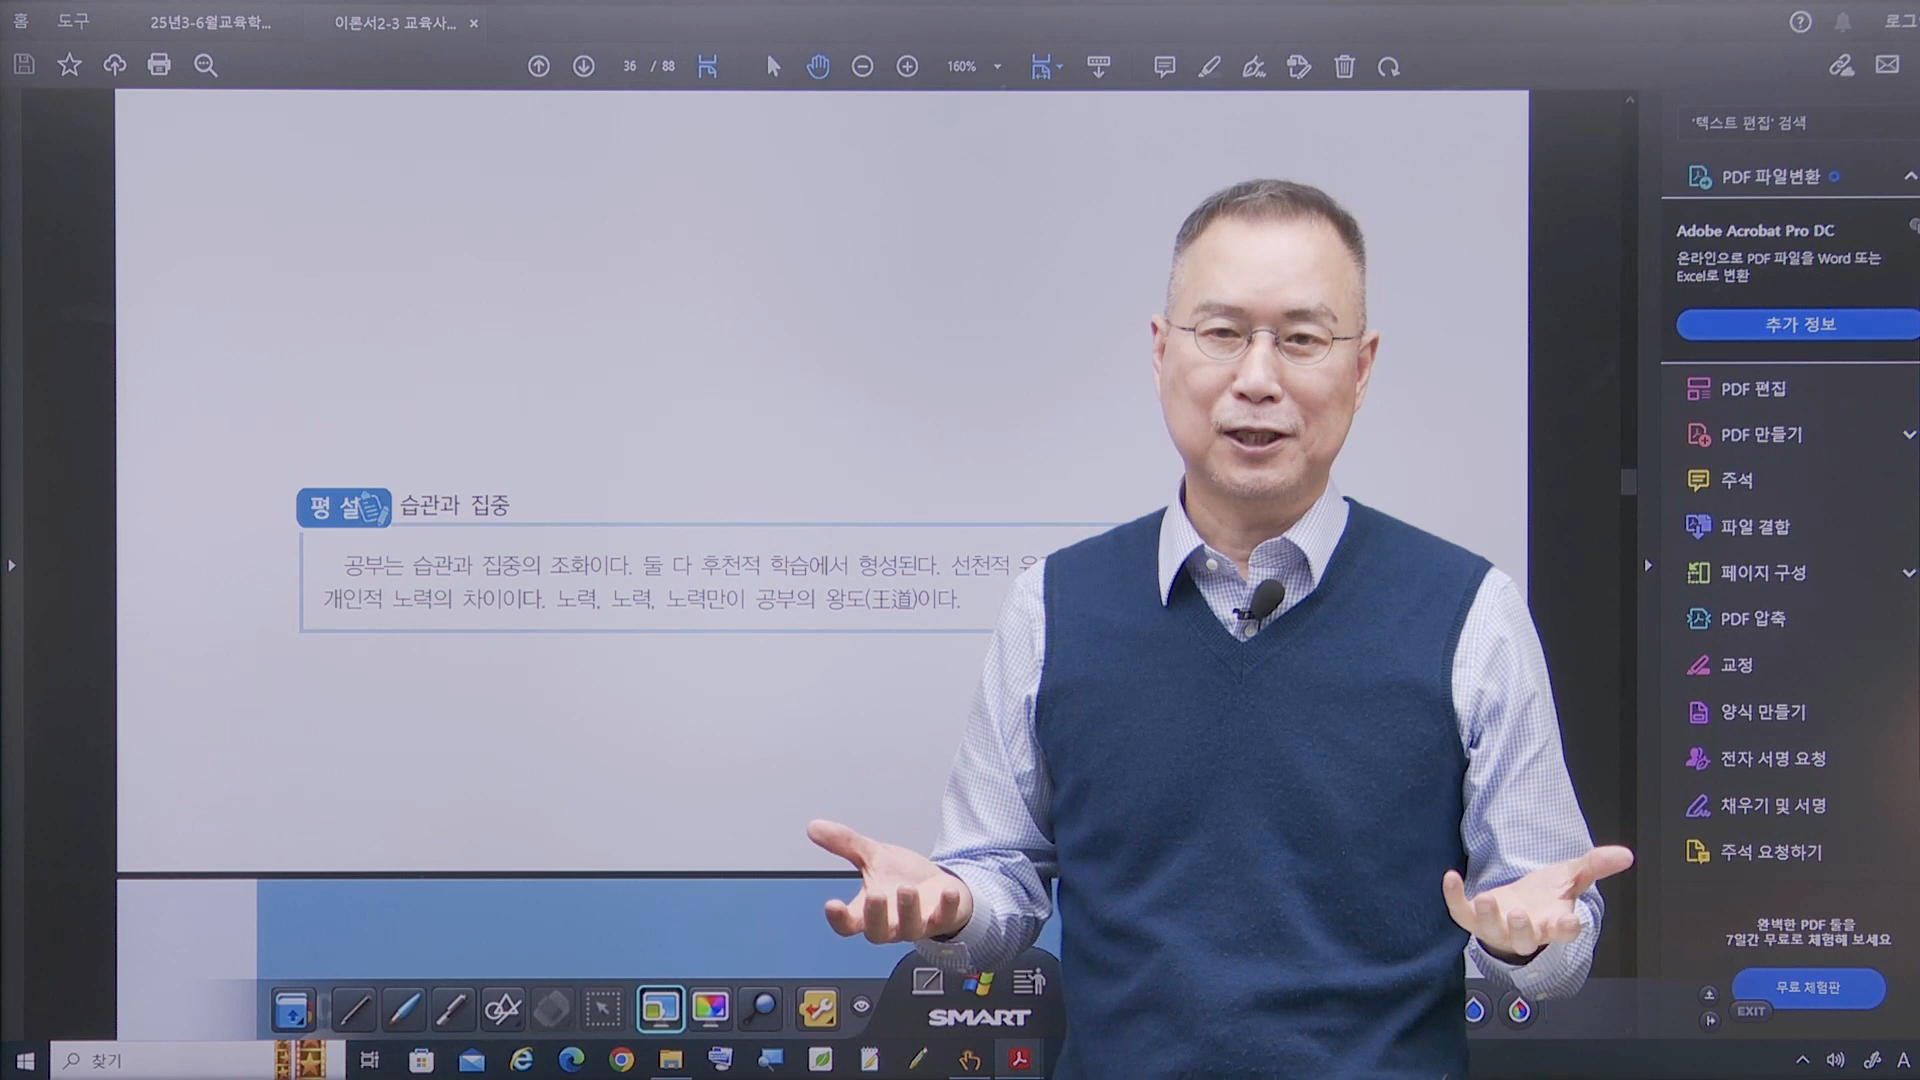 홈 도구 25년3-6월교육학... 이론서2-3 교육사... ×
36 / 88 160%
'텍스트 편집' 검색
PDF 파일변환
Adobe Acrobat Pro DC
온라인으로 PDF 파일을 Word 또는
Excel로 변환
추가 정보
PDF 편집
PDF 만들기
주석
파일 결합
페이지 구성
PDF 압축
교정
양식 만들기
전자 서명 요청
채우기 및 서명
주석 요청하기
완벽한 PDF 툴을
7일간 무료로 체험해 보세요
무료 체험판
EXIT
평 설 습관과 집중
공부는 습관과 집중의 조화이다. 둘 다 후천적 학습에서 형성된다. 선천적
개인적 노력의 차이이다. 노력, 노력, 노력만이 공부의 왕도(王道)이다.
SMART
찾기
A